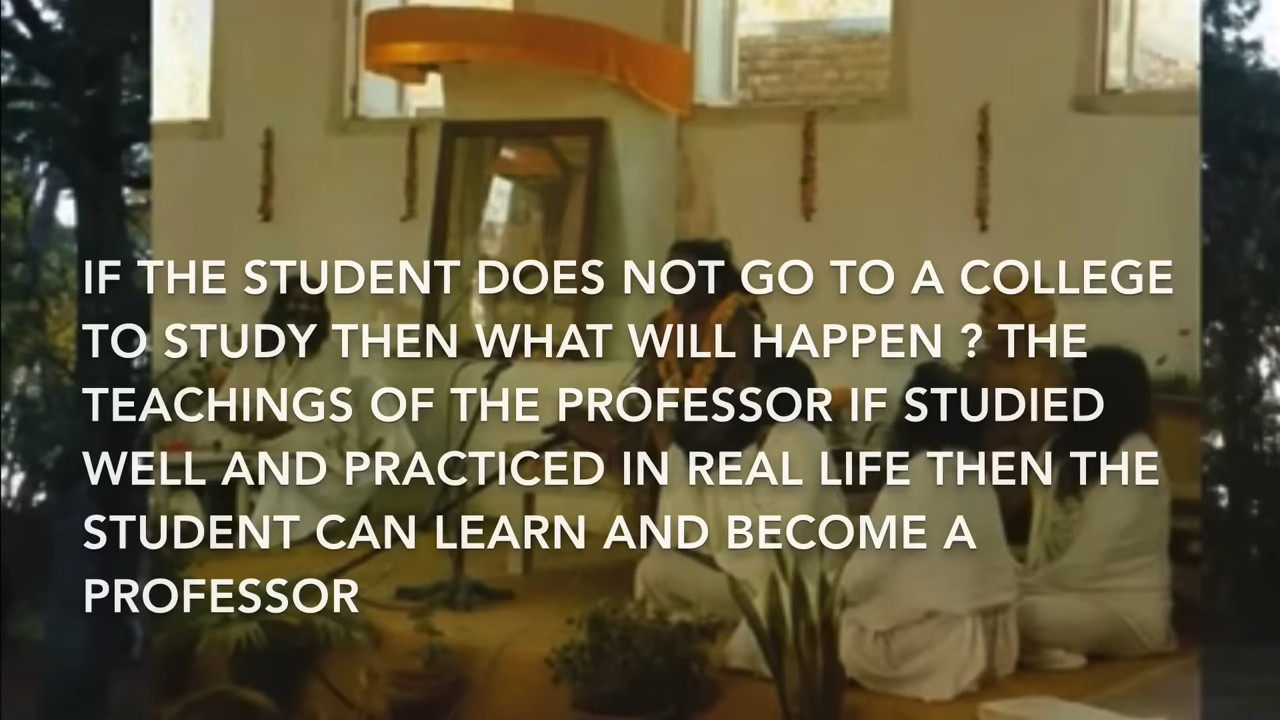 IF THE STUDENT DOES NOT GO TO A COLLEGE
TO STUDY THEN WHAT WILL HAPPEN ? THE
TEACHINGS OF THE PROFESSOR IF STUDIED
WELL AND PRACTICED IN REAL LIFE THEN THE
STUDENT CAN LEARN AND BECOME A
PROFESSOR